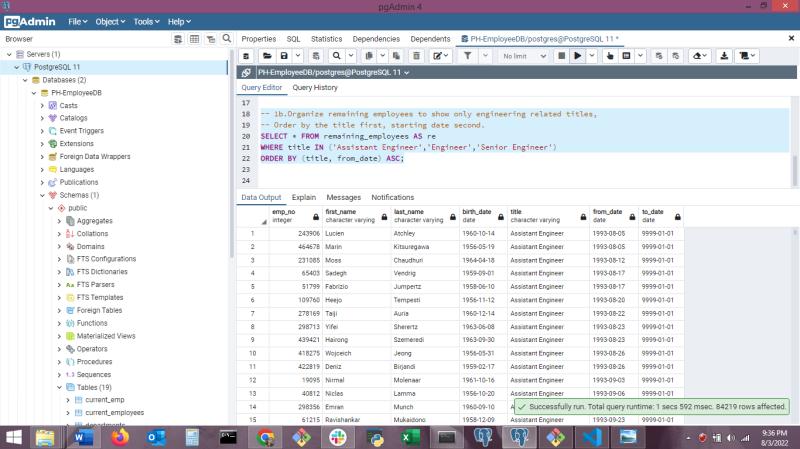 pgAdmin 4
pgAdmin File Object Tools Help
Browser
Properties SQL Statistics Dependencies Dependents PH-EmployeeDB/postgres@PostgreSQL 11 *
No limit
PH-EmployeeDB/postgres@PostgreSQL 11
Query Editor Query History
Servers (1)
PostgreSQL 11
Databases (2)
PH-EmployeeDB
Casts
Catalogs
Event Triggers
Extensions
Foreign Data Wrappers
Languages
Publications
Schemas (1)
public
Aggregates
Collations
Domains
FTS Configurations
FTS Dictionaries
FTS Parsers
FTS Templates
Foreign Tables
Functions
Materialized Views
Operators
Procedures
1.3 Sequences
Tables (19)
current_emp
current_employees
departments
17
18 -- 1b.Organize remaining employees to show only engineering related titles,
19 -- Order by the title first, starting date second.
20 SELECT * FROM remaining_employees AS re
21 WHERE title IN ('Assistant Engineer','Engineer','Senior Engineer')
22 ORDER BY (title, from_date) ASC;
23
24
Data Output Explain Messages Notifications
emp_no first_name last_name birth_date title from_date to_date
integer character varying character varying date character varying date date
1 243906 Lucien Atchley 1960-10-14 Assistant Engineer 1993-08-05 9999-01-01
2 464678 Marin Kitsuregawa 1956-05-19 Assistant Engineer 1993-08-05 9999-01-01
3 231085 Moss Chaudhuri 1964-04-18 Assistant Engineer 1993-08-12 9999-01-01
4 65403 Sadegh Vendrig 1959-09-01 Assistant Engineer 1993-08-17 9999-01-01
5 51799 Fabrizio Jumpertz 1958-06-10 Assistant Engineer 1993-08-17 9999-01-01
6 109760 Heejo Tempesti 1956-11-12 Assistant Engineer 1993-08-20 9999-01-01
7 278169 Taiji Auria 1960-12-14 Assistant Engineer 1993-08-22 9999-01-01
8 298713 Yifei Sherertz 1963-06-08 Assistant Engineer 1993-08-23 9999-01-01
9 439421 Hairong Szemeredi 1963-09-30 Assistant Engineer 1993-08-23 9999-01-01
10 418275 Wojceich Jeong 1956-05-31 Assistant Engineer 1993-08-26 9999-01-01
11 422819 Deniz Birjandi 1959-02-17 Assistant Engineer 1993-08-26 9999-01-01
12 19095 Nirmal Molenaar 1961-10-16 Assistant Engineer 1993-09-03 9999-01-01
13 40812 Niclas Lamma 1956-10-20 Assistant Engineer 1993-09-06 9999-01-01
14 298356 Emran Munch 1960-09-10
15 61215 Ravishankar Mukaidono 1958-12-09 Assistant Engineer 1993-09-23 9999-01-01
Successfully run. Total query runtime: 1 secs 592 msec. 84219 rows affected.
9:36 PM
8/3/2022